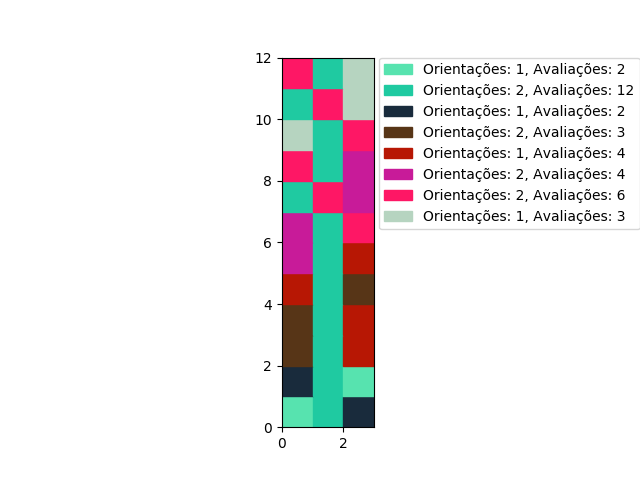 12
10
8
6
4
2
0
0 2
Orientações: 1, Avaliações: 2
Orientações: 2, Avaliações: 12
Orientações: 1, Avaliações: 2
Orientações: 2, Avaliações: 3
Orientações: 1, Avaliações: 4
Orientações: 2, Avaliações: 4
Orientações: 2, Avaliações: 6
Orientações: 1, Avaliações: 3